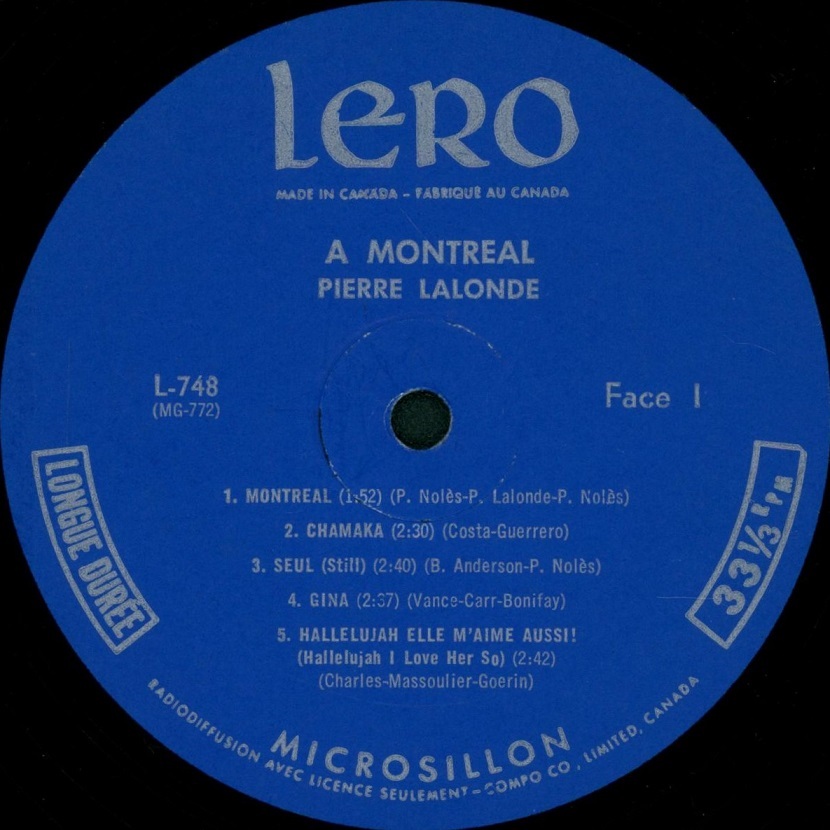 LERO
MADE IN CANADA – FABRIQUE AU CANADA
A MONTREAL
PIERRE LALONDE
L-748
(MG-772)
Face 1
LONGUE DURÉE
33⅓ RPM
1. MONTREAL (1:52) (P. Nolès-P. Lalonde-P. Nolès)
2. CHAMAKA (2:30) (Costa-Guerrero)
3. SEUL (Still) (2:40) (B. Anderson-P. Nolès)
4. GINA (2:37) (Vance-Carr-Bonifay)
5. HALLELUJAH ELLE M'AIME AUSSI!
(Hallelujah I Love Her So) (2:42)
(Charles-Massoulier-Goerin)
MICROSILLON
RADIODIFFUSION AVEC LICENCE SEULEMENT – COMPO CO., LIMITED, CANADA